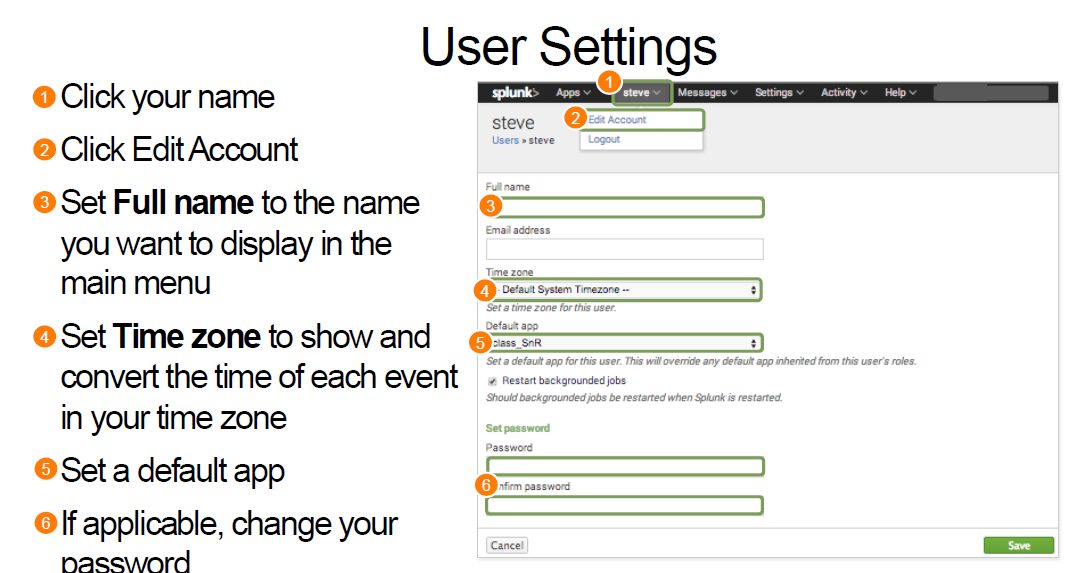 User Settings
1 Click your name
2 Click Edit Account
3 Set Full name to the name
you want to display in the
main menu
4 Set Time zone to show and
convert the time of each event
in your time zone
5 Set a default app
6 If applicable, change your
password
splunk> Apps 1 steve Messages Settings Activity Help
steve
2 Edit Account
Users » steve
Logout
Full name
3
Email address
Time zone
4 - Default System Timezone --
Set a time zone for this user.
Default app
5 class_SnR
Set a default app for this user. This will override any default app inherited from this user's roles.
Restart backgrounded jobs
Should backgrounded jobs be restarted when Splunk is restarted.
Set password
Password
6 nfirm password
Cancel Save